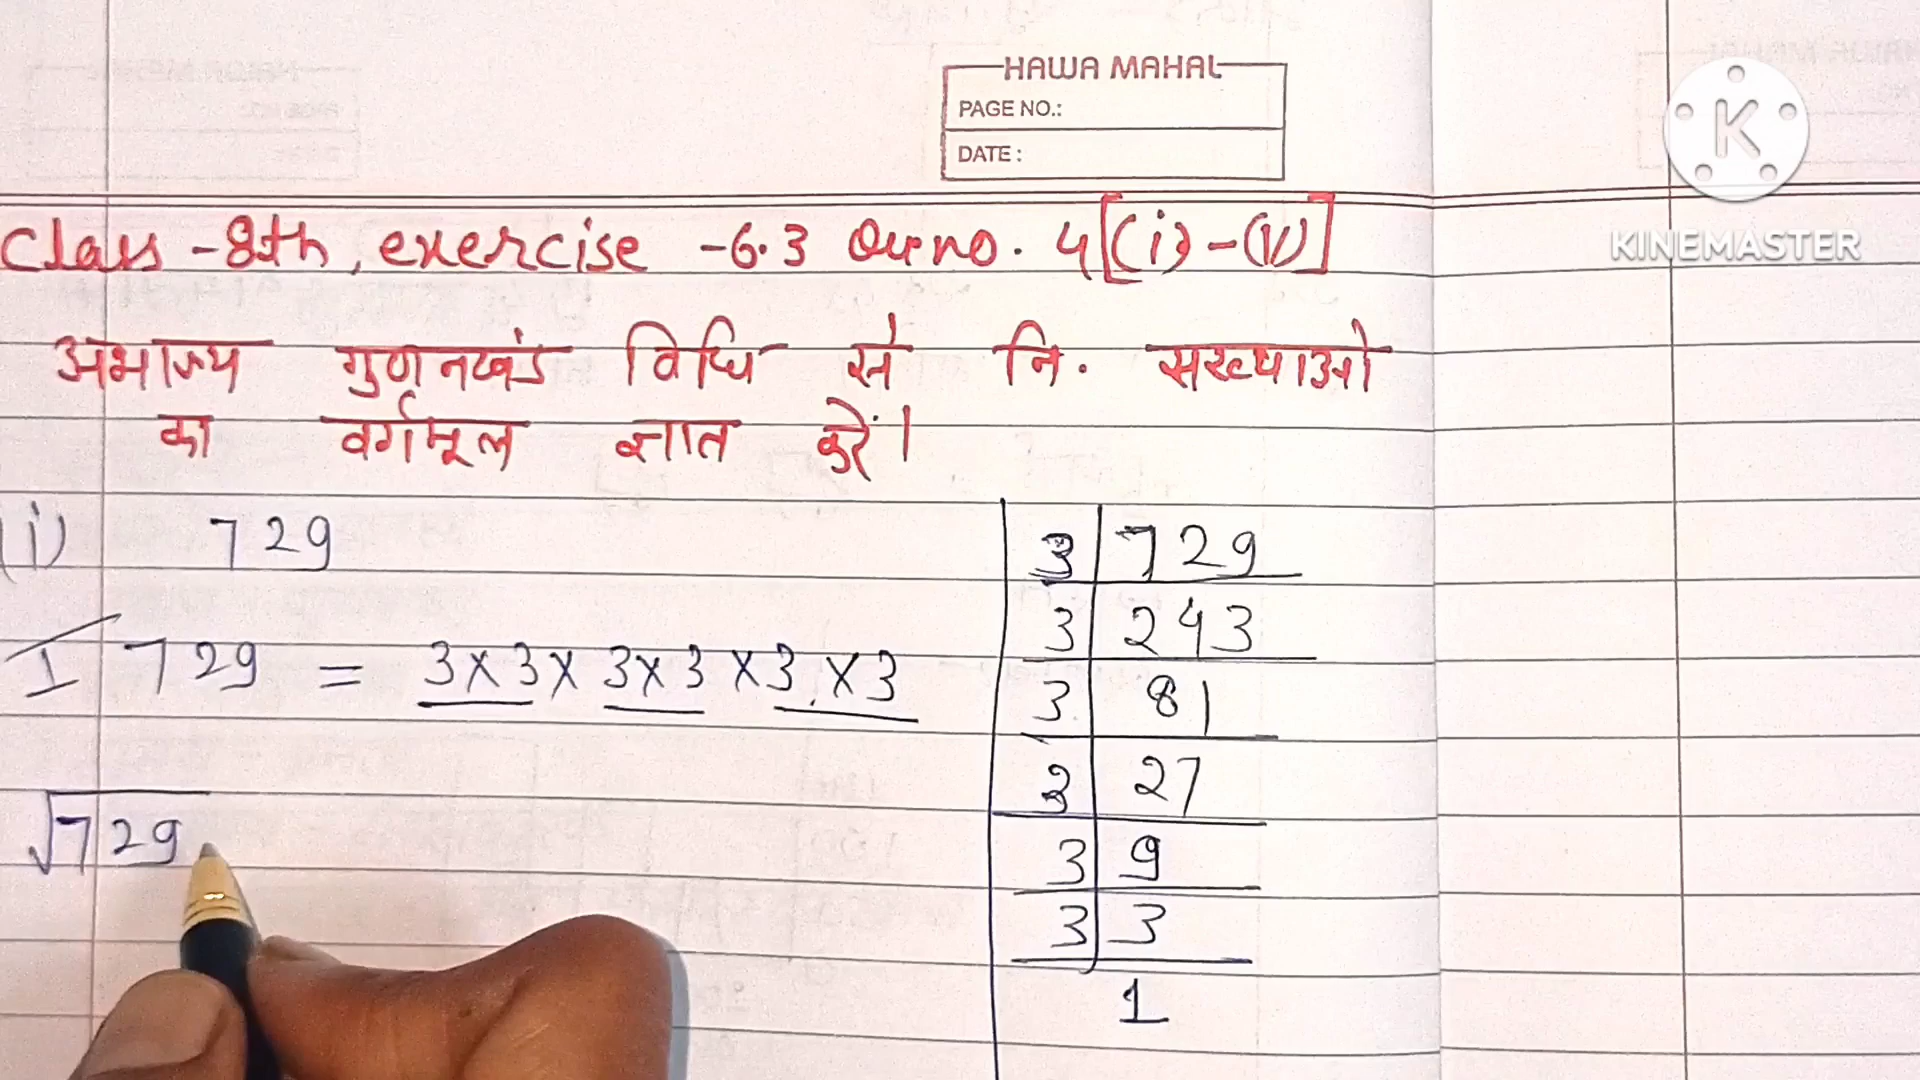 HAWA MAHAL
PAGE NO.:
DATE:
KINEMASTER
Class -8th, exercise -6.3 Qu no. 4[(i)-(V)]
अभाज्य गुणनखंड विधि से नि. सख्याओ
का वर्गमूल ज्ञात करें।
(i) 729
729 = 3×3×3×3×3×3
√729
3 729
3 243
3 81
3 27
3 9
3 3
1